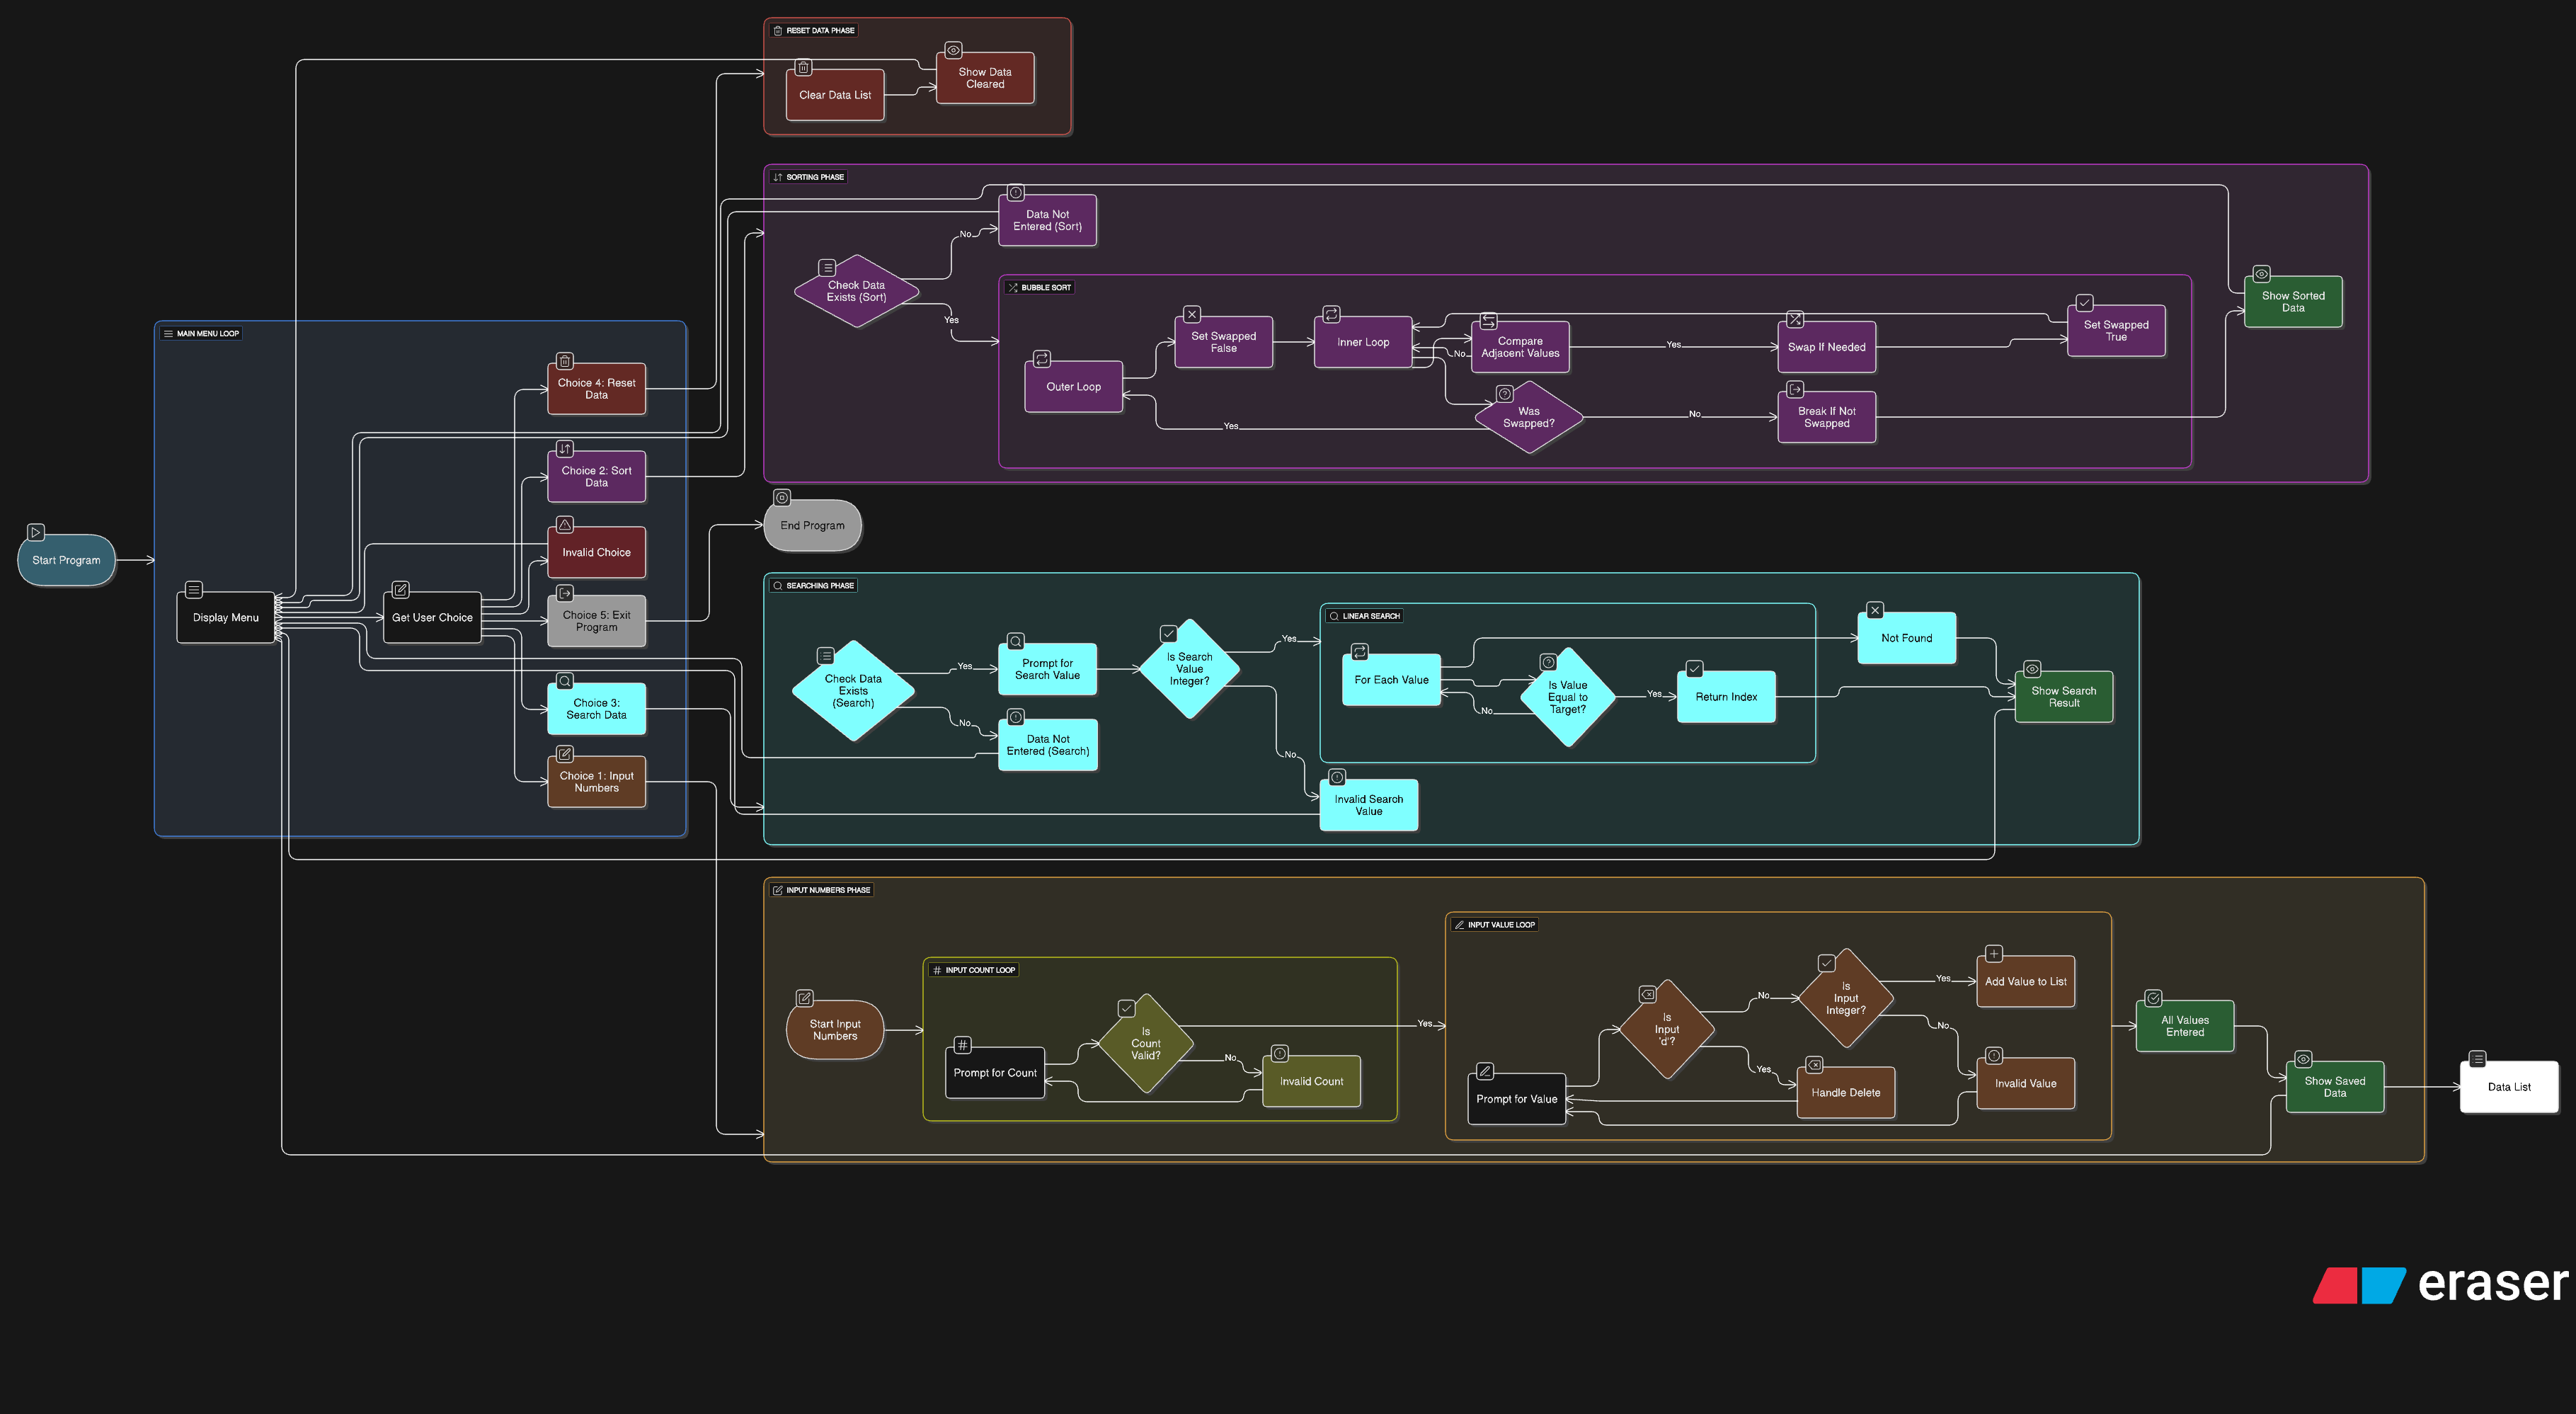 RESET DATA PHASE
Clear Data List
Show Data
Cleared
SORTING PHASE
Data Not
Entered (Sort)
No
Check Data
Exists (Sort)
Yes
BUBBLE SORT
Outer Loop
Set Swapped
False
Inner Loop
Compare
Adjacent Values
No
Yes
Swap If Needed
Set Swapped
True
Was
Swapped?
Yes
No
Break If Not
Swapped
Show Sorted
Data
MAIN MENU LOOP
Choice 4: Reset
Data
Choice 2: Sort
Data
Invalid Choice
Start Program
Display Menu
Get User Choice
Choice 5: Exit
Program
Choice 3:
Search Data
Choice 1: Input
Numbers
End Program
SEARCHING PHASE
Check Data
Exists
(Search)
Yes
No
Prompt for
Search Value
Data Not
Entered (Search)
Is Search
Value
Integer?
Yes
No
LINEAR SEARCH
For Each Value
Is Value
Equal to
Target?
No
Yes
Return Index
Not Found
Show Search
Result
Invalid Search
Value
INPUT NUMBERS PHASE
Start Input
Numbers
INPUT COUNT LOOP
Prompt for Count
Is
Count
Valid?
No
Invalid Count
Yes
INPUT VALUE LOOP
Prompt for Value
Is
Input
'd'?
No
Yes
Is
Input
Integer?
Yes
No
Add Value to List
Handle Delete
Invalid Value
All Values
Entered
Show Saved
Data
Data List
eraser